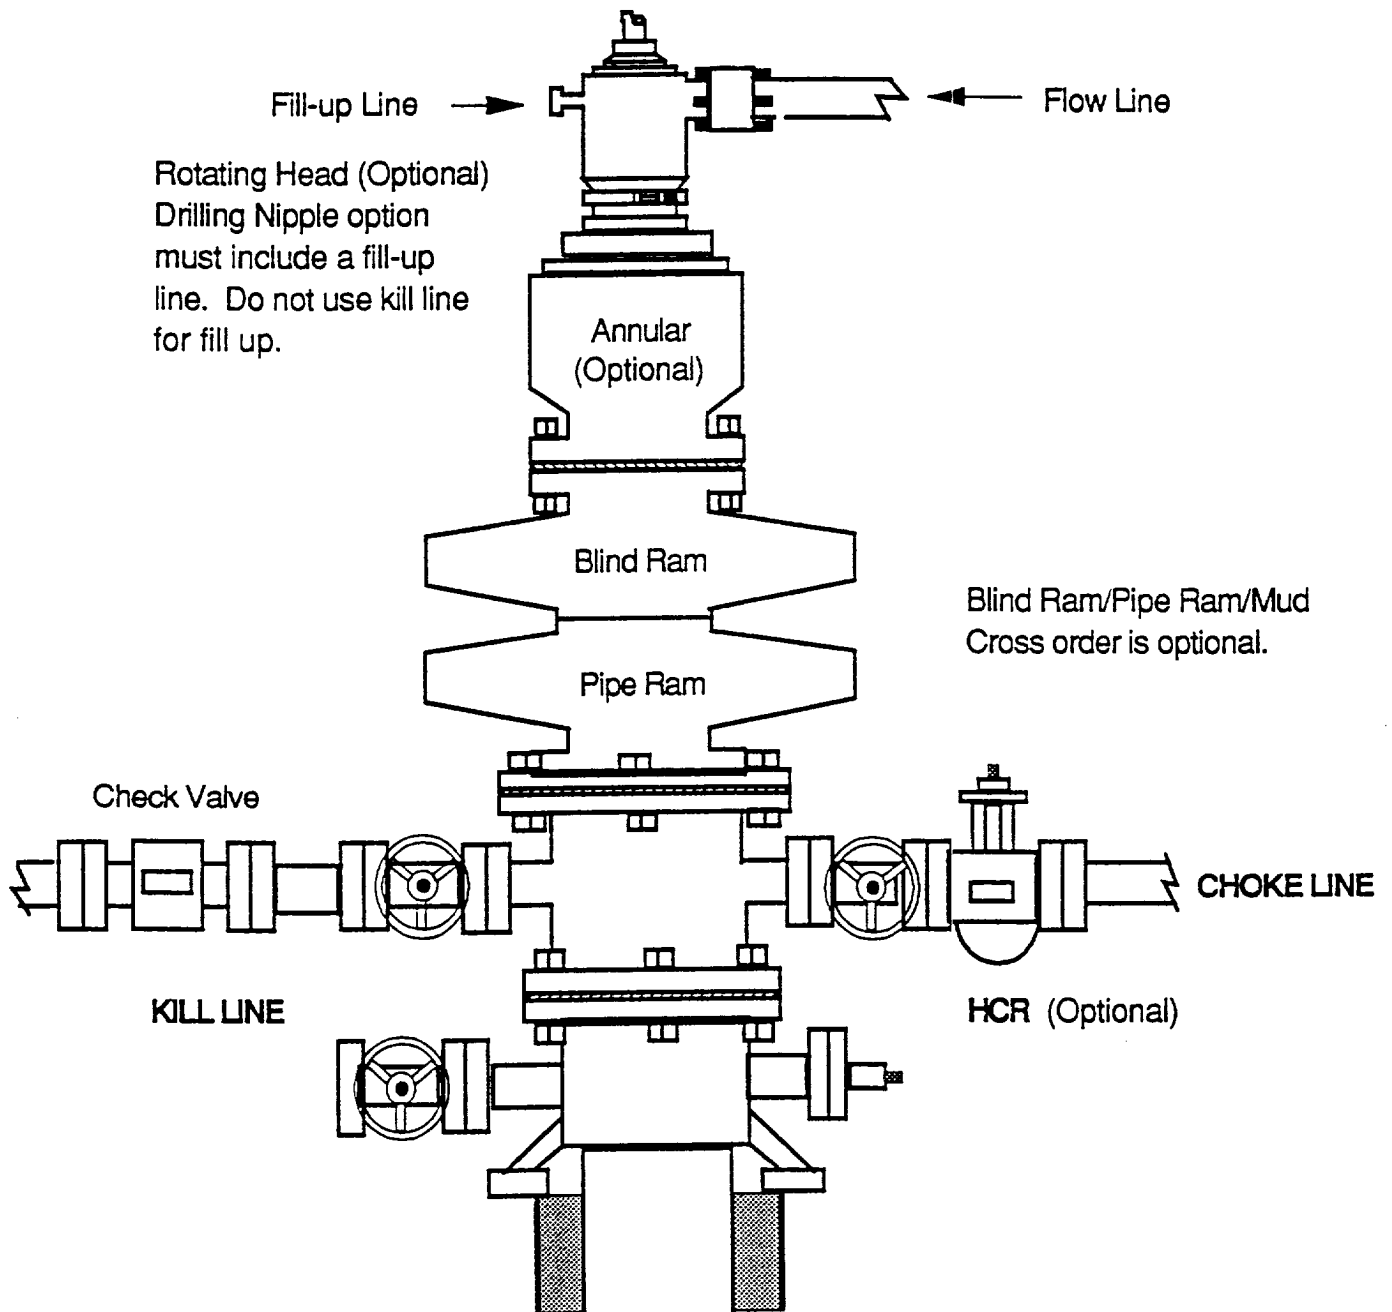 Fill-up Line
Flow Line
Rotating Head (Optional)
Drilling Nipple option
must include a fill-up
line. Do not use kill line
for fill up.
Annular
(Optional)
Blind Ram
Blind Ram/Pipe Ram/Mud
Cross order is optional.
Pipe Ram
Check Valve
CHOKE LINE
KILL LINE
HCR (Optional)